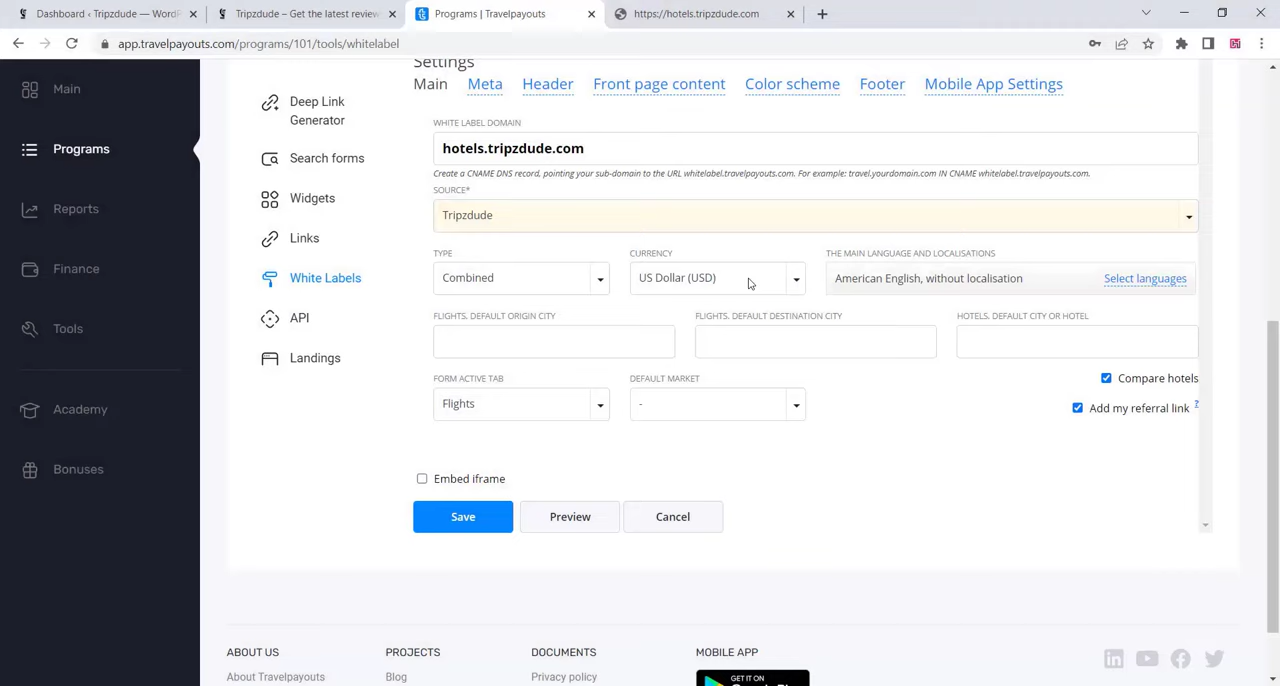 Dashboard ‹ Tripzdude — WordP
Tripzdude – Get the latest review
Programs | Travelpayouts
https://hotels.tripzdude.com
app.travelpayouts.com/programs/101/tools/whitelabel
Main
Programs
Reports
Finance
Tools
Academy
Bonuses
Deep Link
Generator
Search forms
Widgets
Links
White Labels
API
Landings
Settings
Main Meta Header Front page content Color scheme Footer Mobile App Settings
WHITE LABEL DOMAIN
hotels.tripzdude.com
Create a CNAME DNS record, pointing your sub-domain to the URL whitelabel.travelpayouts.com. For example: travel.yourdomain.com IN CNAME whitelabel.travelpayouts.com.
SOURCE*
Tripzdude
TYPE CURRENCY THE MAIN LANGUAGE AND LOCALISATIONS
Combined US Dollar (USD) American English, without localisation Select languages
FLIGHTS. DEFAULT ORIGIN CITY FLIGHTS. DEFAULT DESTINATION CITY HOTELS. DEFAULT CITY OR HOTEL
FORM ACTIVE TAB DEFAULT MARKET
Compare hotels
Flights -
Add my referral link ?
Embed iframe
Save Preview Cancel
ABOUT US PROJECTS DOCUMENTS MOBILE APP
About Travelpayouts Blog Privacy policy
GET IT ON